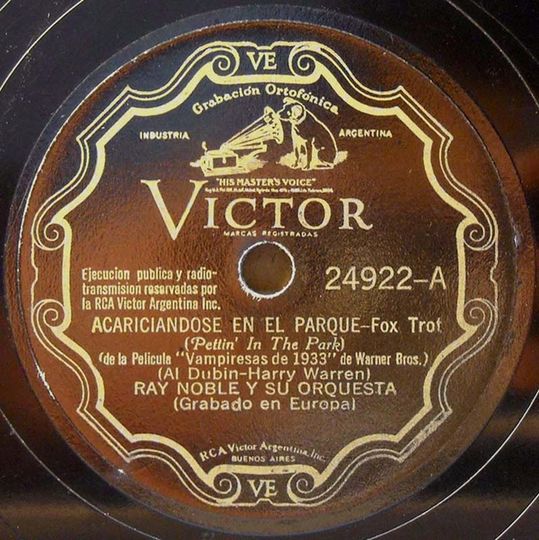 VE
Grabación Ortofónica
INDUSTRIA ARGENTINA
"HIS MASTER'S VOICE"
VICTOR
MARCAS REGISTRADAS
Ejecucion publica y radio-
transmision reservadas por
la RCA Victor Argentina Inc.
24922-A
ACARICIANDOSE EN EL PARQUE-Fox Trot
(Pettin' In The Park)
(de la Pelicula "Vampiresas de 1933" de Warner Bros.)
(Al Dubin-Harry Warren)
RAY NOBLE Y SU ORQUESTA
(Grabado en Europa)
RCA Victor Argentina, Inc.
BUENOS AIRES
VE